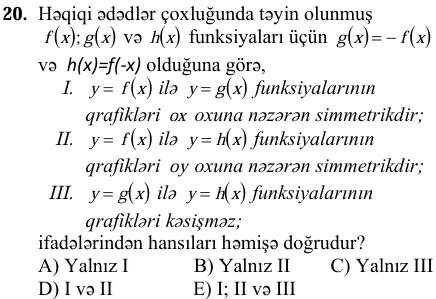 20. Həqiqi ədədlər çoxluğunda təyin olunmuş
f(x); g(x) və h(x) funksiyaları üçün g(x)=-f(x)
və h(x)=f(-x) olduğuna görə,
I. y= f(x) ilə y=g(x) funksiyalarının
qrafikləri ox oxuna nəzərən simmetrikdir;
II. y= f(x) ilə y=h(x) funksiyalarının
qrafikləri oy oxuna nəzərən simmetrikdir;
III. y=g(x) ilə y=h(x) funksiyalarının
qrafikləri kəsişməz;
ifadələrindən hansıları həmişə doğrudur?
A) Yalnız I B) Yalnız II C) Yalnız III
D) I və II E) I; II və III